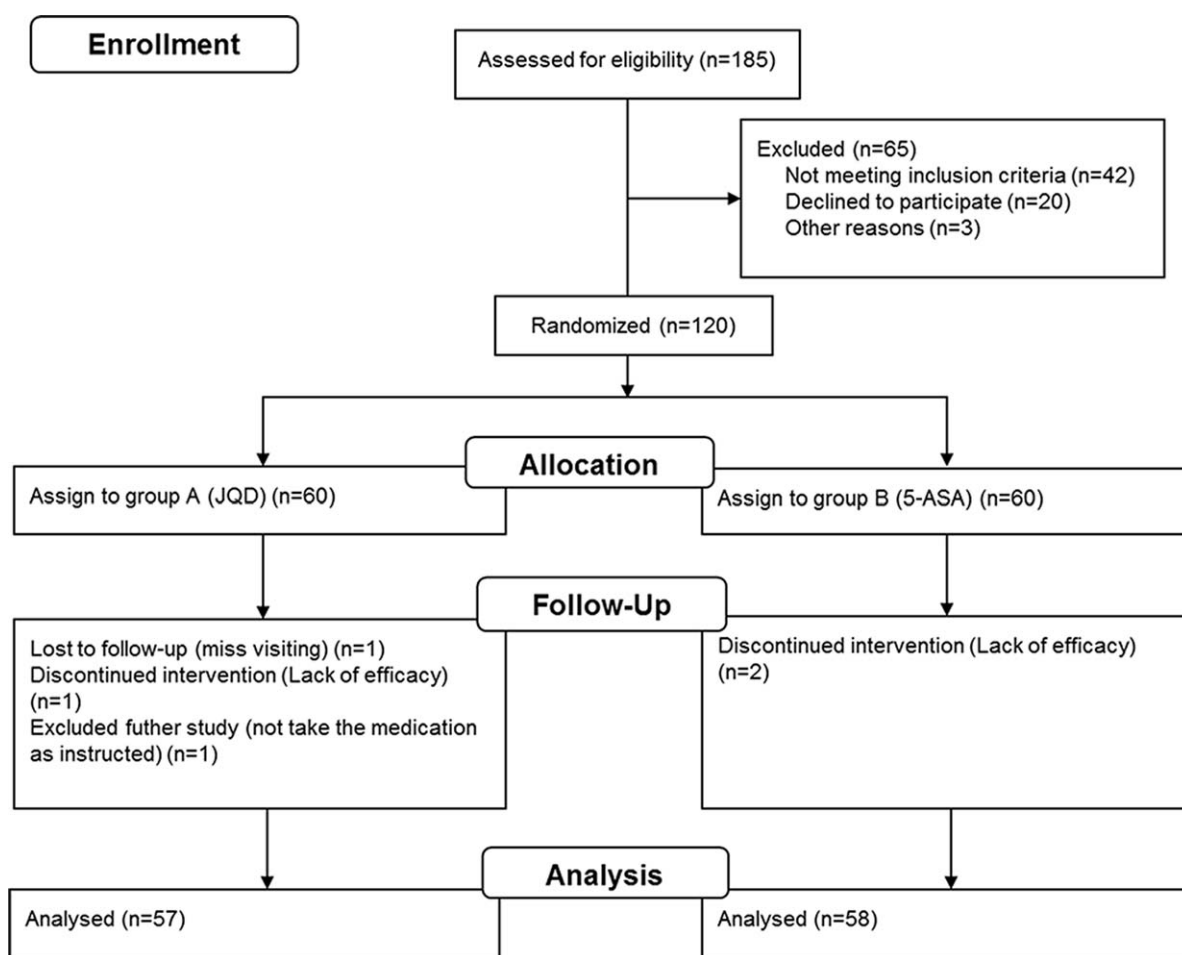 Enrollment
Assessed for eligibility (n=185)
Excluded (n=65)
Not meeting inclusion criteria (n=42)
Declined to participate (n=20)
Other reasons (n=3)
Randomized (n=120)
Allocation
Assign to group A (JQD) (n=60)
Assign to group B (5-ASA) (n=60)
Follow-Up
Lost to follow-up (miss visiting) (n=1)
Discontinued intervention (Lack of efficacy)
(n=1)
Excluded futher study (not take the medication
as instructed) (n=1)
Discontinued intervention (Lack of efficacy)
(n=2)
Analysis
Analysed (n=57)
Analysed (n=58)